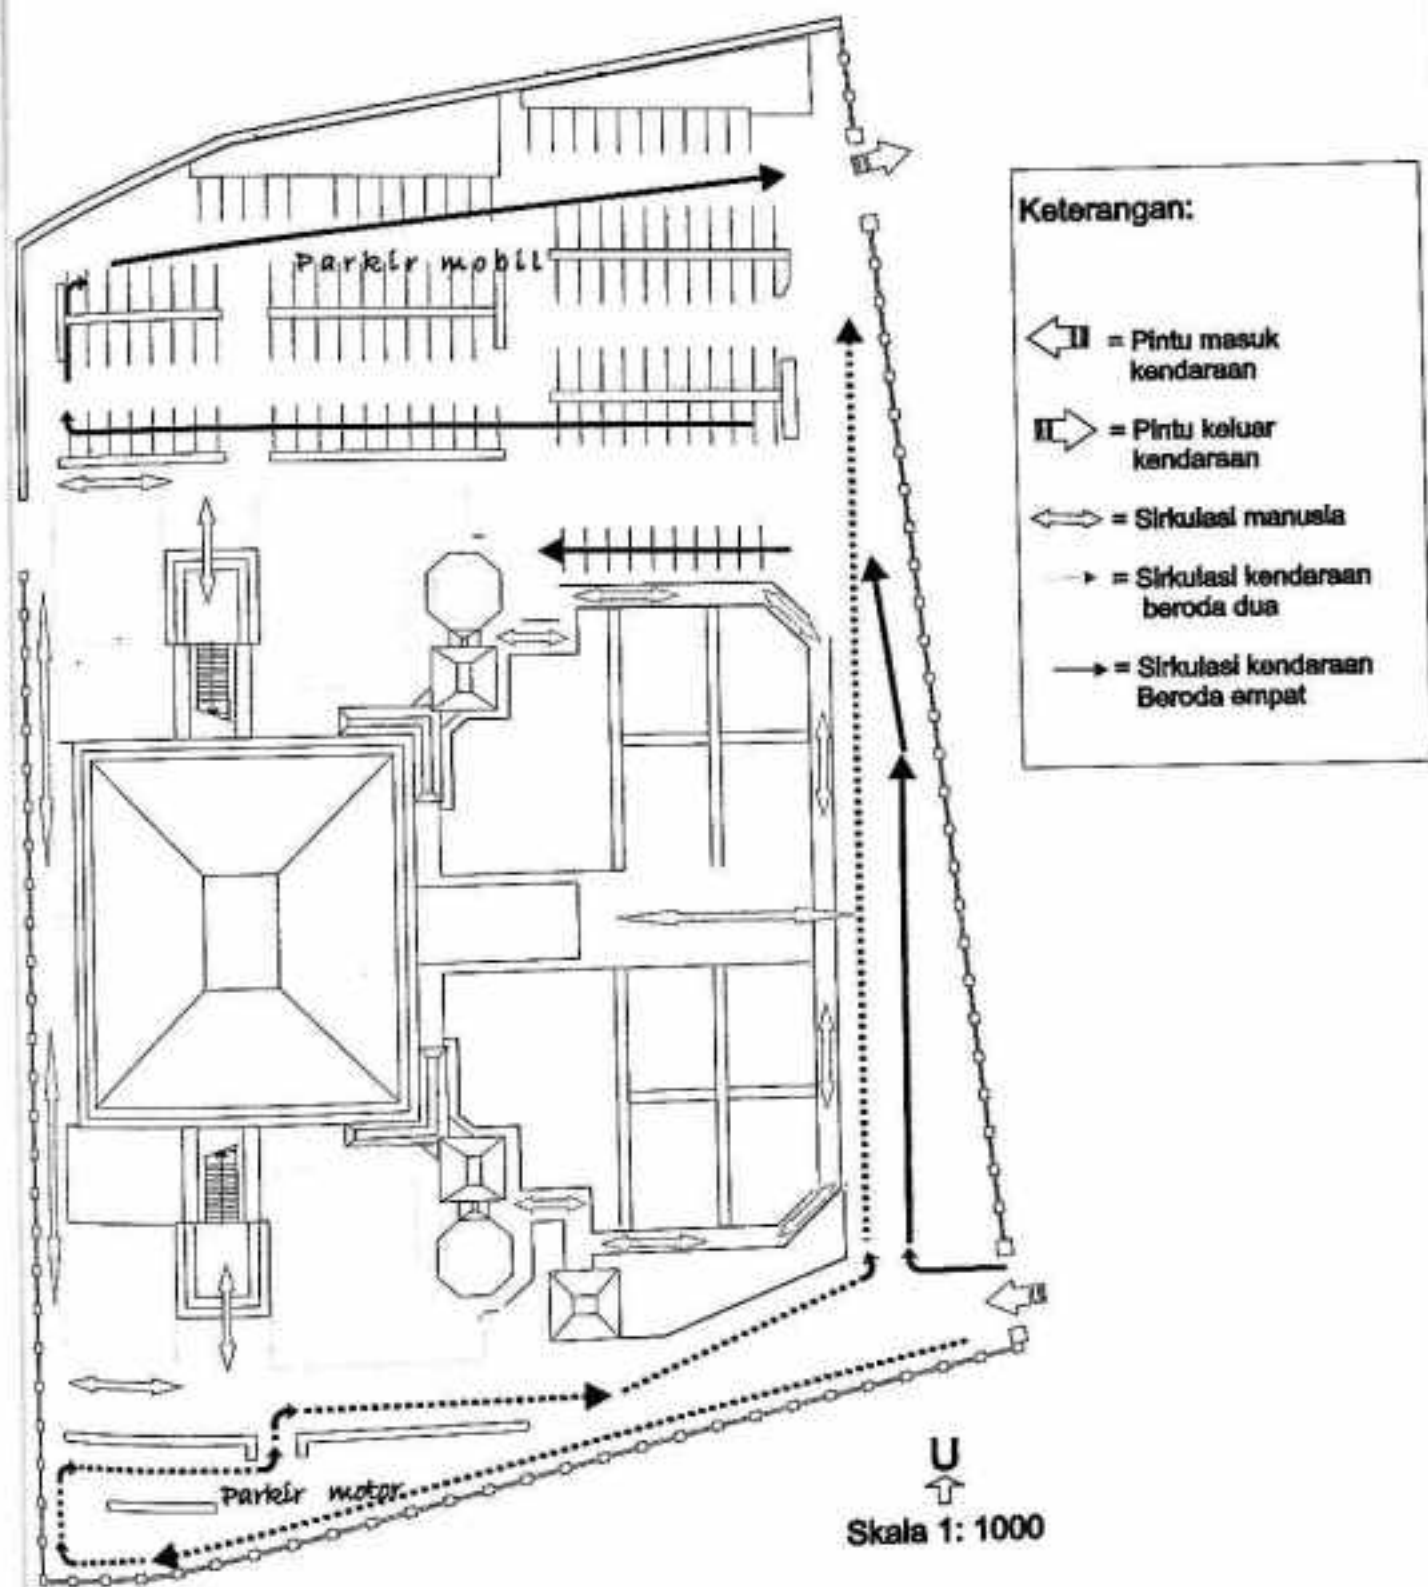 Parkir mobil
Keterangan:
= Pintu masuk
kendaraan
= Pintu keluar
kendaraan
= Sirkulasi manusia
= Sirkulasi kendaraan
beroda dua
= Sirkulasi kendaraan
Beroda empat
Parkir motor
U
Skala 1: 1000